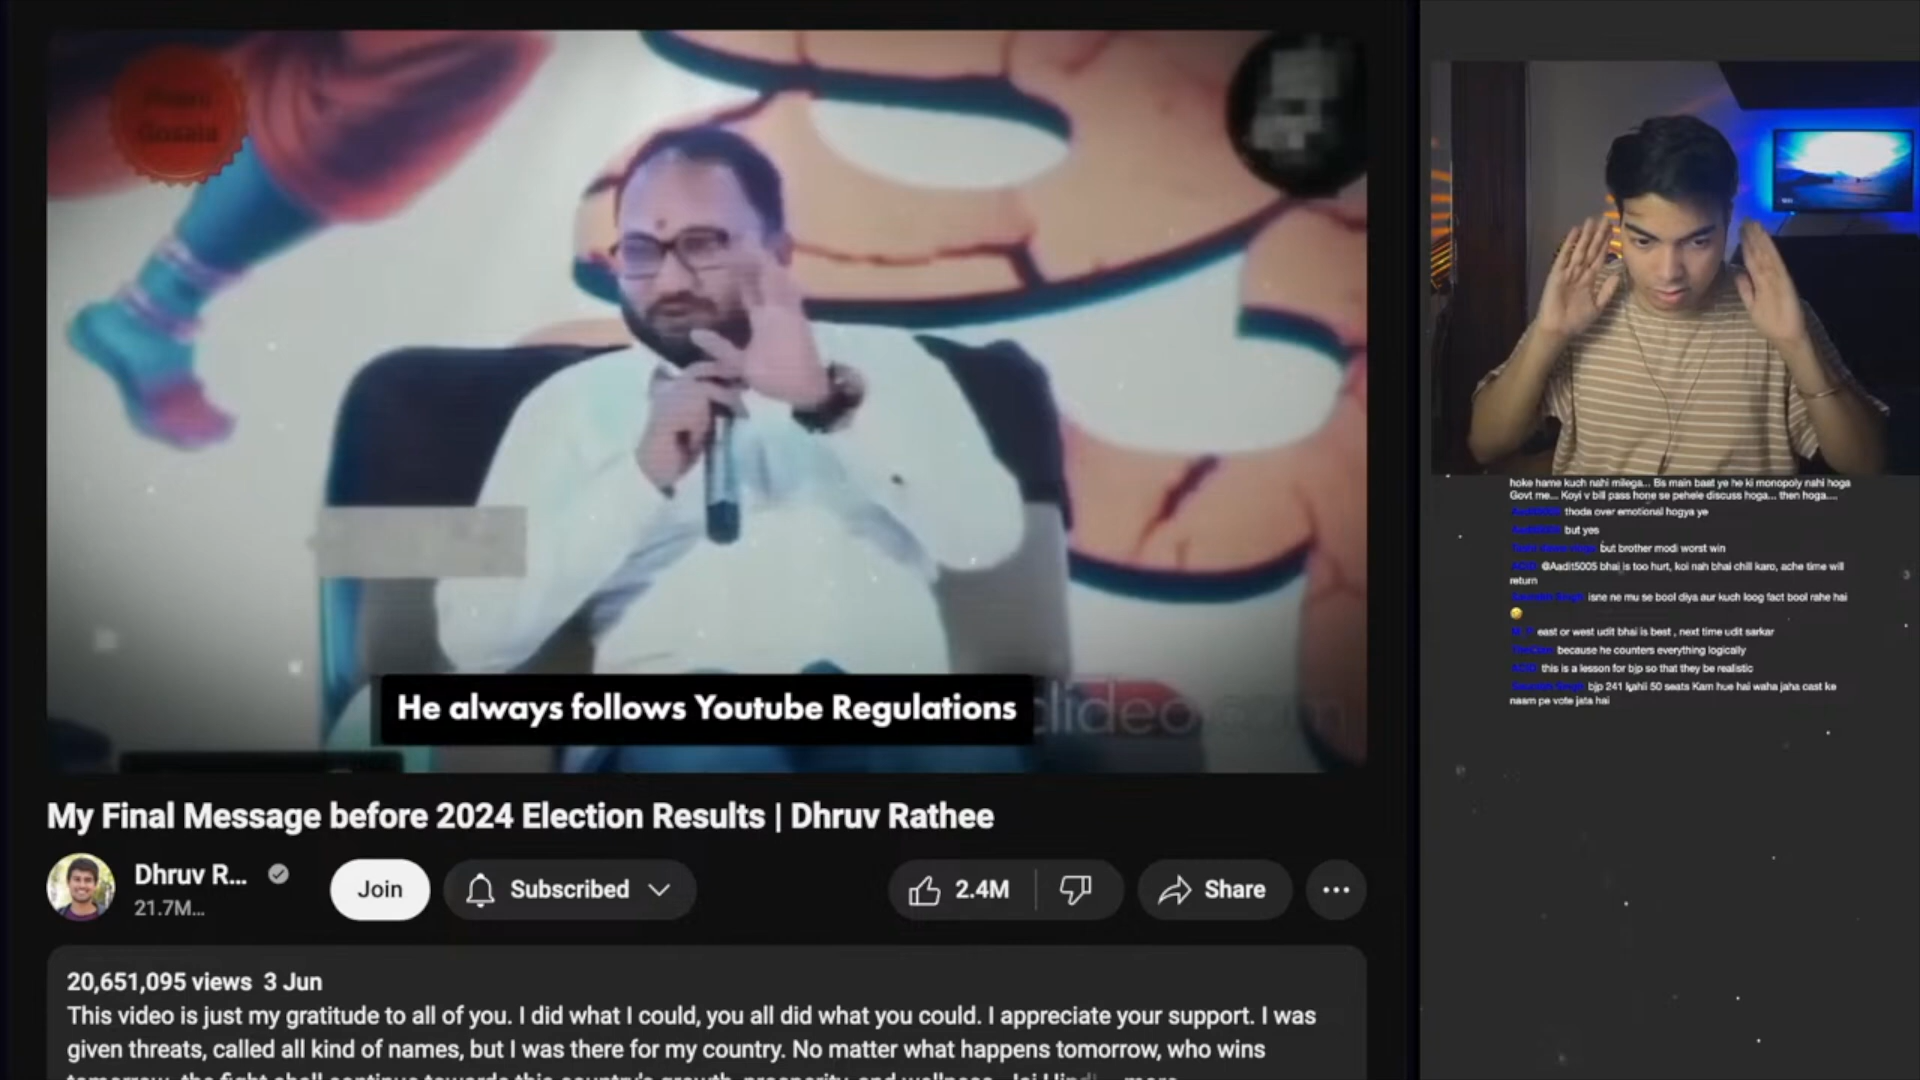 He always follows Youtube Regulations
My Final Message before 2024 Election Results | Dhruv Rathee
Dhruv R...
21.7M...
Join
Subscribed
2.4M
Share
20,651,095 views 3 Jun
This video is just my gratitude to all of you. I did what I could, you all did what you could. I appreciate your support. I was
given threats, called all kind of names, but I was there for my country. No matter what happens tomorrow, who wins
hoke hame kuch nahi milega... Bs main baat ye he ki monopoly nahi hoga
Govt me... Koyi v bill pass hone se pehele discuss hoga... then hoga....
thoda over emotional hogya ye
but yes
but brother modi worst win
ACID @Aadit5005 bhai is too hurt, koi nah bhai chill karo, ache time will
return
Saurabh Singh isne ne mu se bool diya aur kuch loog fact bool rahe hai
east or west udit bhai is best , next time udit sarkar
because he counters everything logically
ACID this is a lesson for bjp so that they be realistic
Saurabh Singh bjp 241 kahli 50 seats Kam hue hai waha jaha cast ke
naam pe vote jata hai